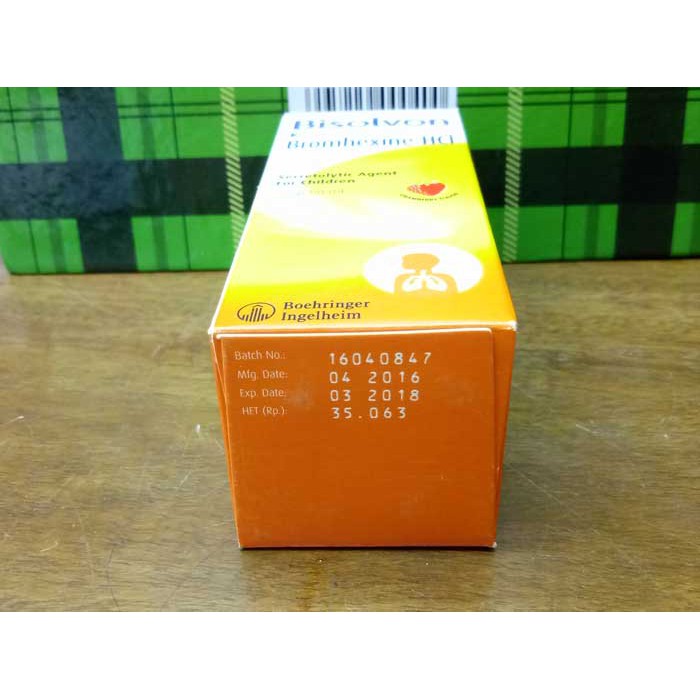 Bisolvon
Bromhexine HCl
Secretolytic Agent
For Children
Boehringer
Ingelheim
Batch No.: 16040847
Mfg. Date: 04 2016
Exp. Date: 03 2018
HET (Rp.): 35.063